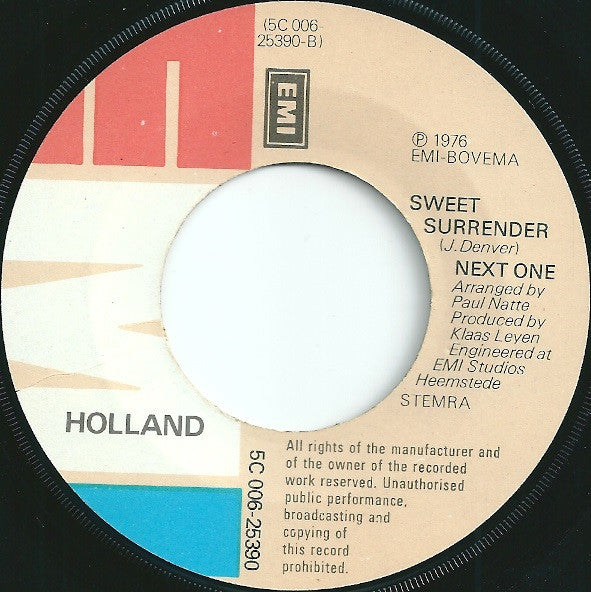 (5C 006-
25390-B)
EMI
℗ 1976
EMI-BOVEMA
SWEET
SURRENDER
(J. Denver)
NEXT ONE
Arranged by
Paul Natte
Produced by
Klaas Leyen
Engineered at
EMI Studios
Heemstede
STEMRA
HOLLAND
5C 006-25390
All rights of the manufacturer and
of the owner of the recorded
work reserved. Unauthorised
public performance,
broadcasting and
copying of
this record
prohibited.